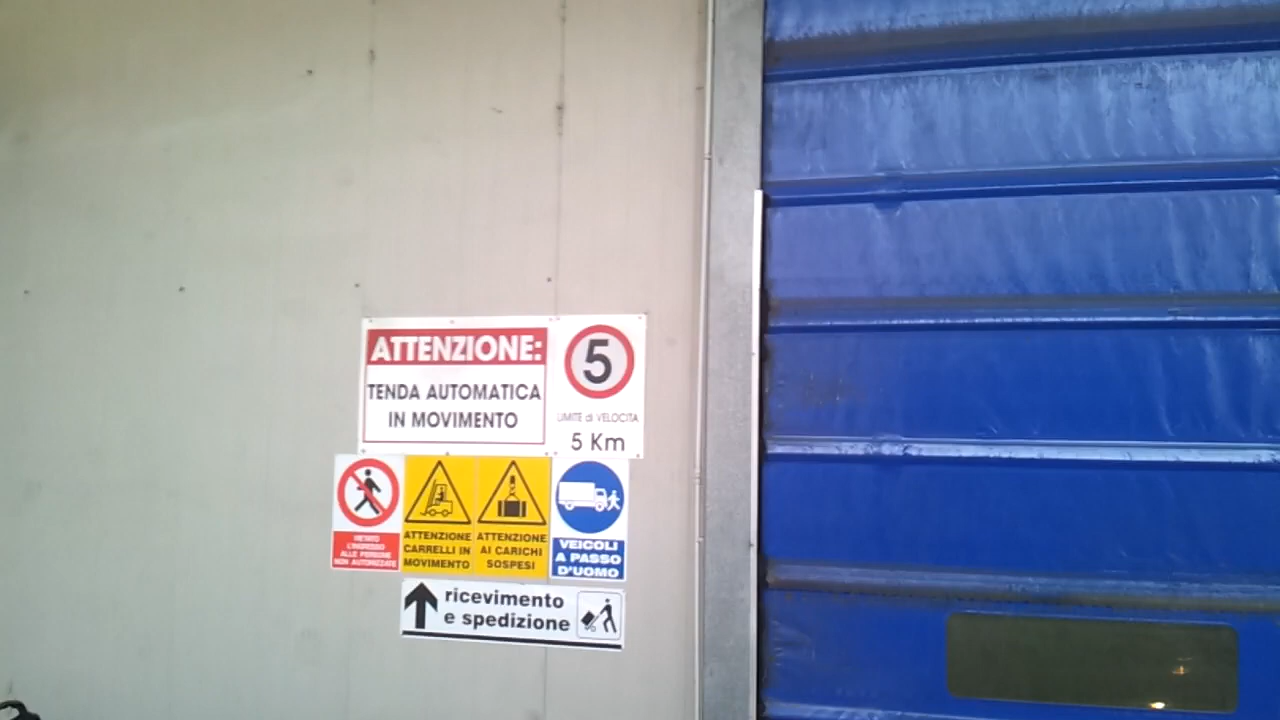 ATTENZIONE:
TENDA AUTOMATICA
IN MOVIMENTO
5
LIMITE di VELOCITA
5 Km
VIETATO
L'INGRESSO
ALLE PERSONE
NON AUTORIZZATE
ATTENZIONE
CARRELLI IN
MOVIMENTO
ATTENZIONE
AI CARICHI
SOSPESI
VEICOLI
A PASSO
D'UOMO
ricevimento
e spedizione